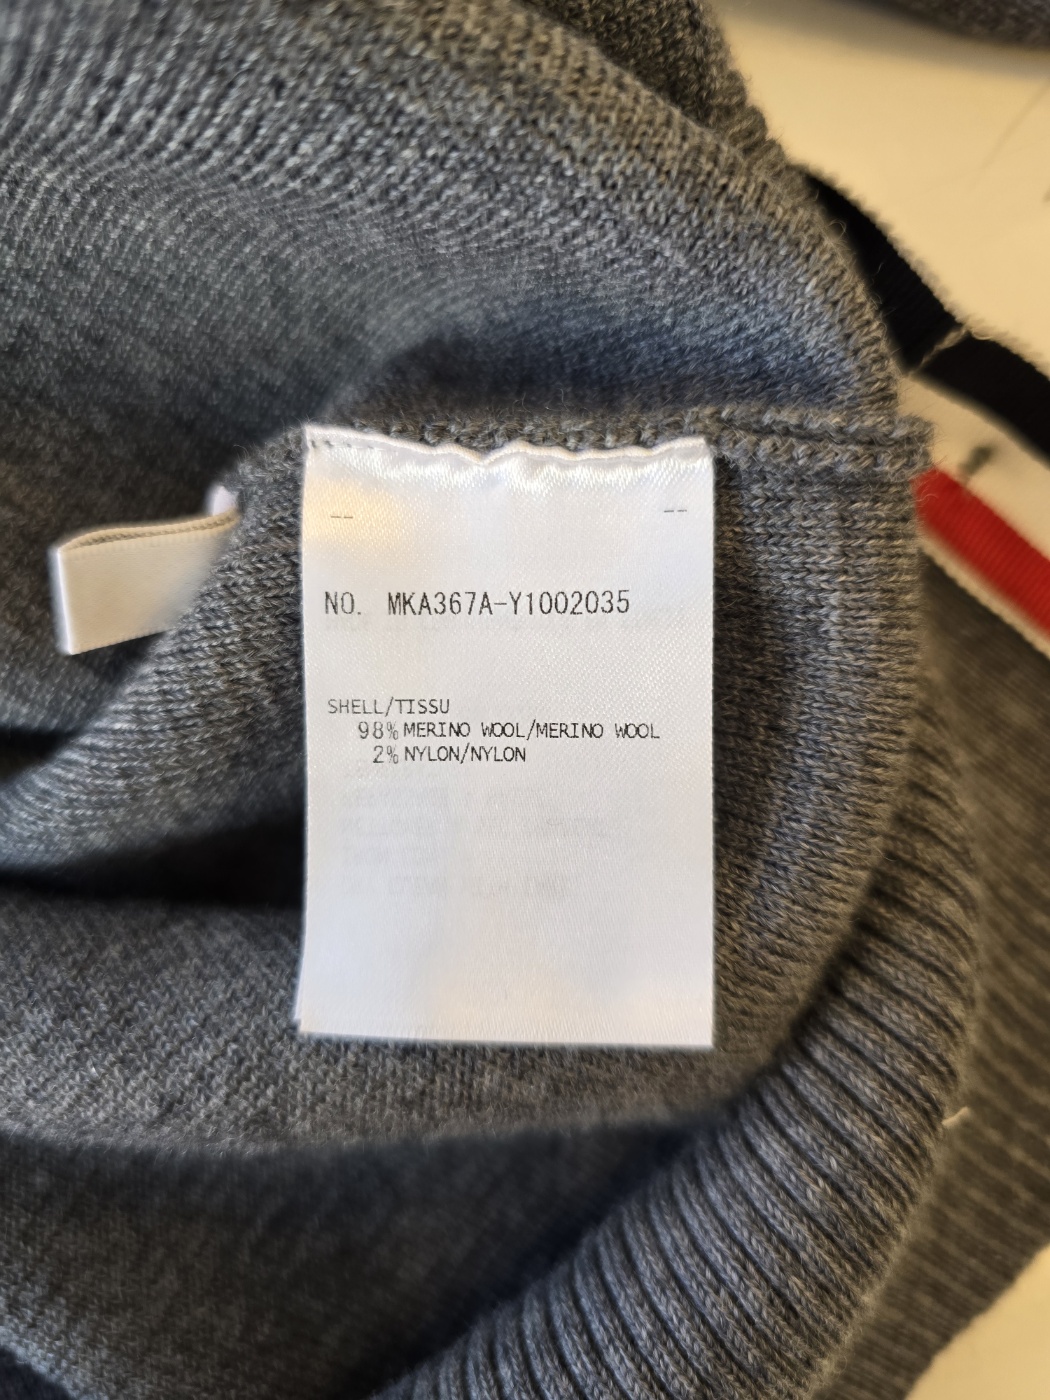 -- --
NO. MKA367A-Y1002035
SHELL/TISSU
98% MERINO WOOL/MERINO WOOL
2% NYLON/NYLON